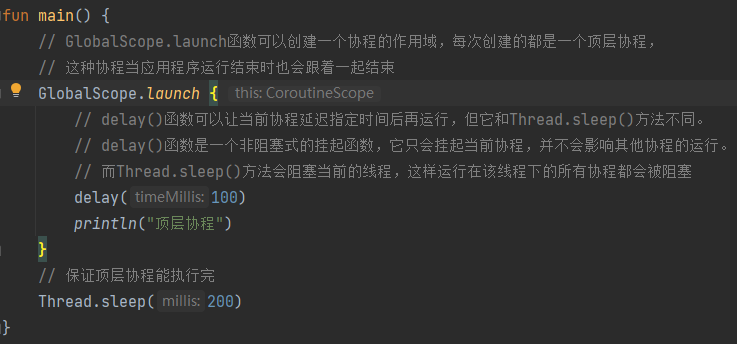 fun main() {
// GlobalScope.launch函数可以创建一个协程的作用域，每次创建的都是一个顶层协程，
// 这种协程当应用程序运行结束时也会跟着一起结束
GlobalScope.launch { this: CoroutineScope
// delay()函数可以让当前协程延迟指定时间后再运行，但它和Thread.sleep()方法不同。
// delay()函数是一个非阻塞式的挂起函数，它只会挂起当前协程，并不会影响其他协程的运行。
// 而Thread.sleep()方法会阻塞当前的线程，这样运行在该线程下的所有协程都会被阻塞
delay( timeMillis: 100)
println("顶层协程")
}
// 保证顶层协程能执行完
Thread.sleep( millis: 200)
}